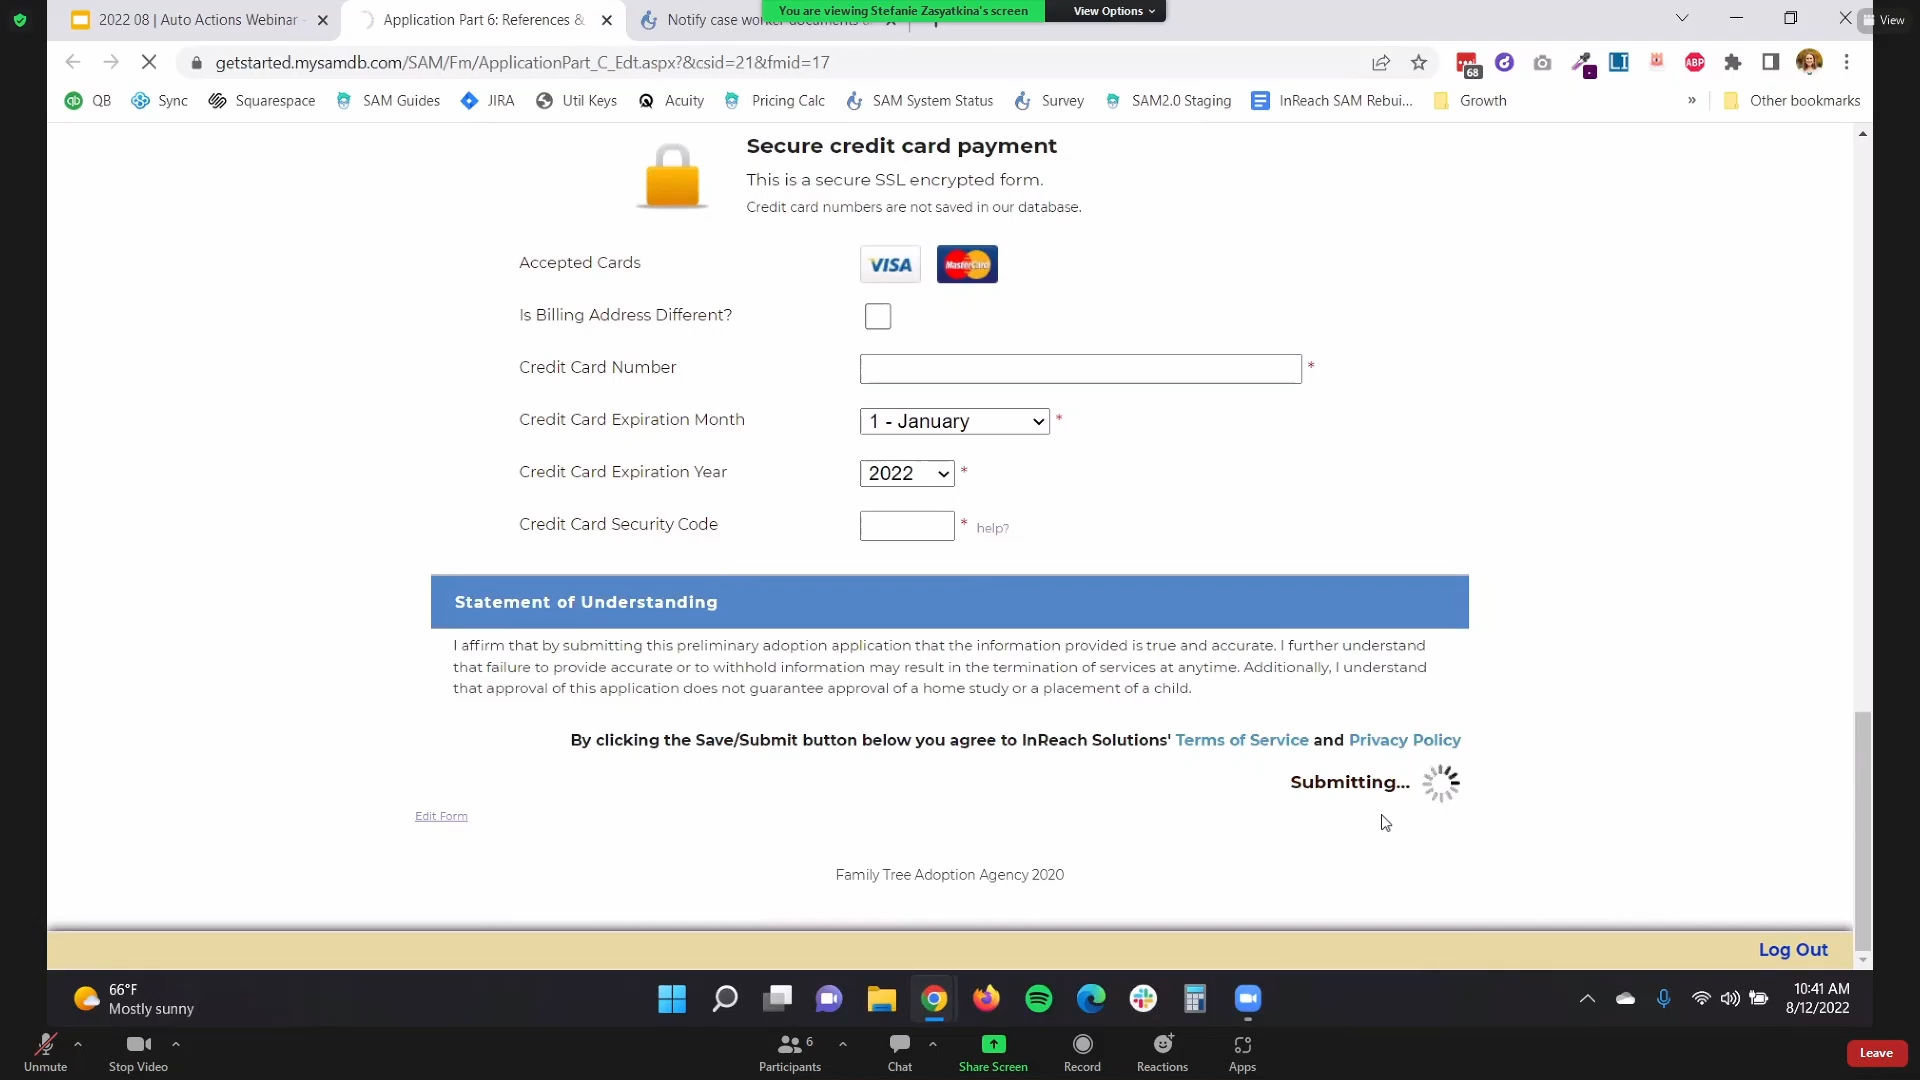 2022 08 | Auto Actions Webinar -
Application Part 6: References &
Notify case worker documents a
You are viewing Stefanie Zasyatkina's screen
View Options
View
getstarted.mysamdb.com/SAM/Fm/ApplicationPart_C_Edt.aspx?&csid=21&fmid=17
68
ABP
QB
Sync
Squarespace
SAM Guides
JIRA
Util Keys
Acuity
Pricing Calc
SAM System Status
Survey
SAM2.0 Staging
InReach SAM Rebui...
Growth
»
Other bookmarks
Secure credit card payment
This is a secure SSL encrypted form.
Credit card numbers are not saved in our database.
Accepted Cards
VISA
MasterCard
Is Billing Address Different?
Credit Card Number
*
Credit Card Expiration Month
1 - January
*
Credit Card Expiration Year
2022
*
Credit Card Security Code
* help?
Statement of Understanding
I affirm that by submitting this preliminary adoption application that the information provided is true and accurate. I further understand
that failure to provide accurate or to withhold information may result in the termination of services at anytime. Additionally, I understand
that approval of this application does not guarantee approval of a home study or a placement of a child.
By clicking the Save/Submit button below you agree to InReach Solutions' Terms of Service and Privacy Policy
Submitting...
Edit Form
Family Tree Adoption Agency 2020
Log Out
66°F
Mostly sunny
10:41 AM
8/12/2022
Unmute
Stop Video
6
Participants
Chat
Share Screen
Record
Reactions
Apps
Leave